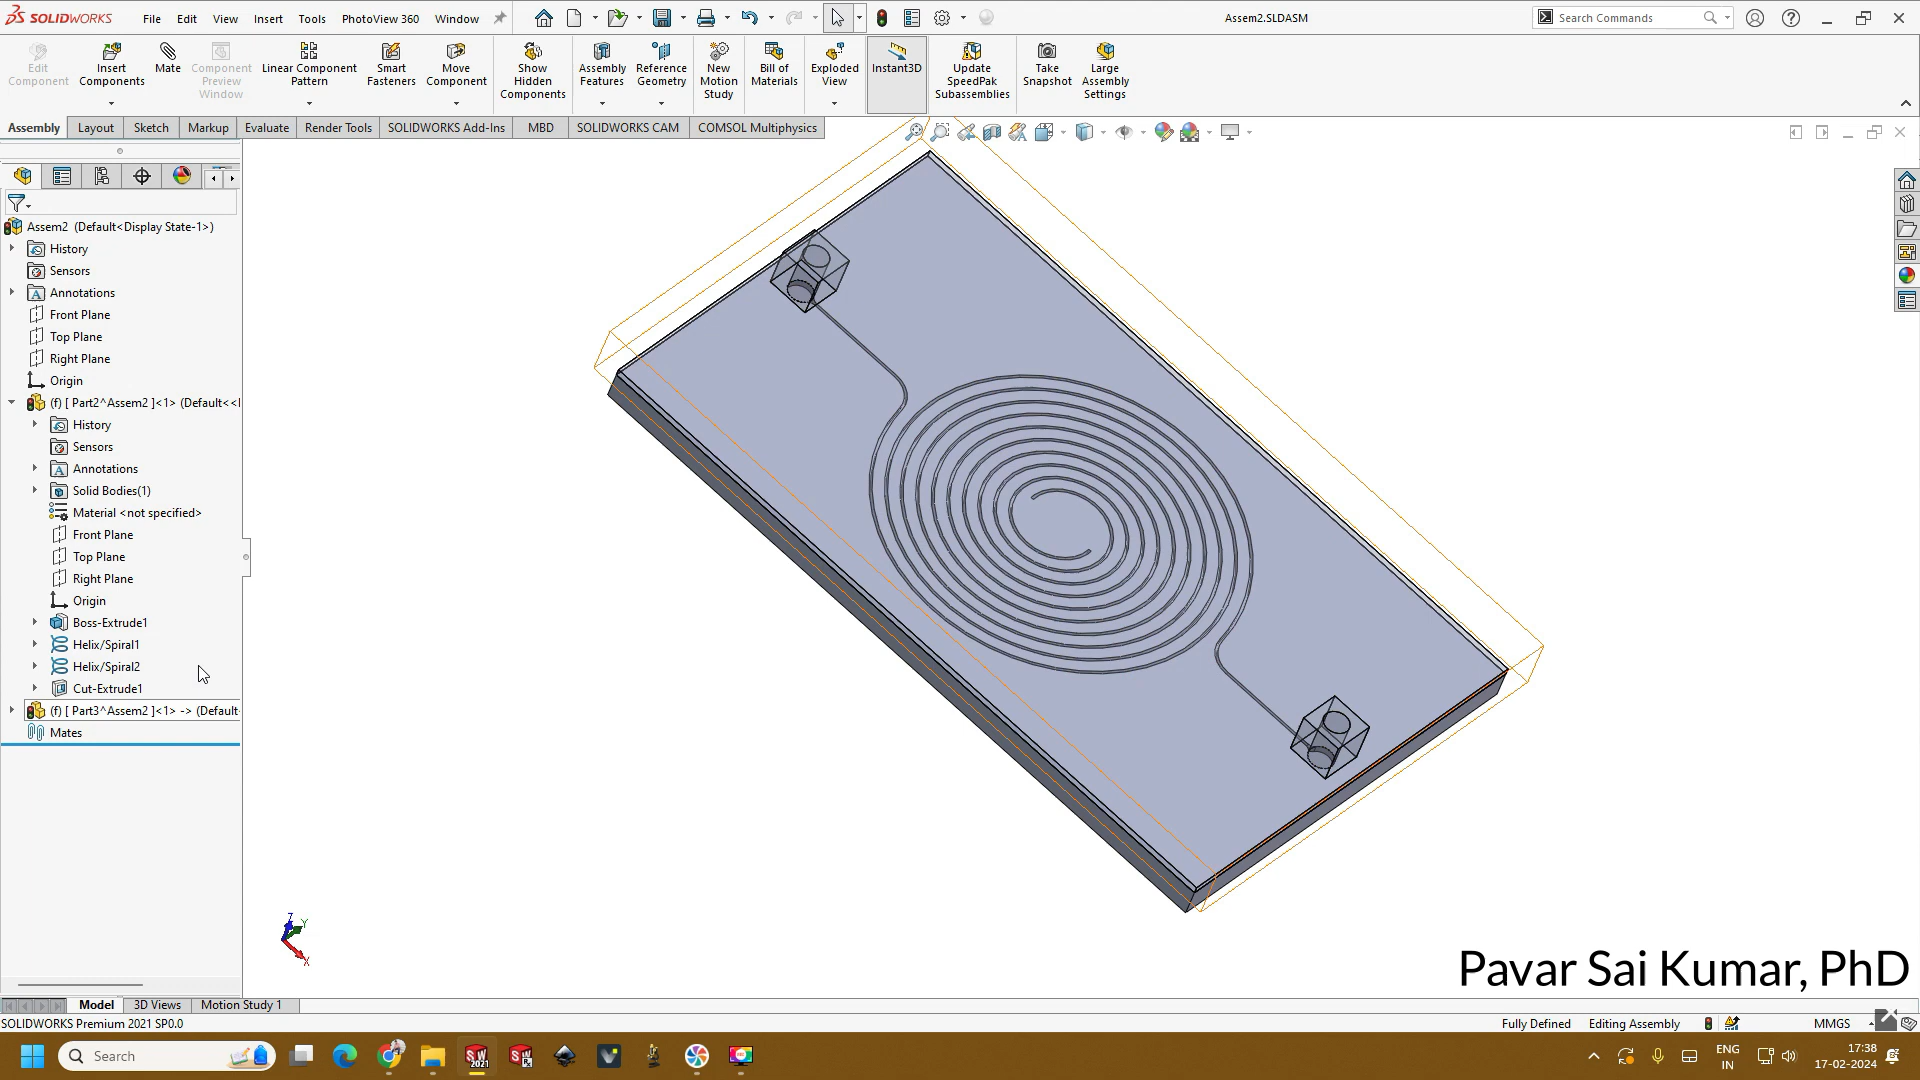 SOLIDWORKS File Edit View Insert Tools PhotoView 360 Window Assem2.SLDASM Search Commands
Edit Component
Insert Components
Mate
Component Preview Window
Linear Component Pattern
Smart Fasteners
Move Component
Show Hidden Components
Assembly Features
Reference Geometry
New Motion Study
Bill of Materials
Exploded View
Instant3D
Update SpeedPak Subassemblies
Take Snapshot
Large Assembly Settings
Assembly Layout Sketch Markup Evaluate Render Tools SOLIDWORKS Add-Ins MBD SOLIDWORKS CAM COMSOL Multiphysics
Assem2 (Default<Display State-1>)
History
Sensors
Annotations
Front Plane
Top Plane
Right Plane
Origin
(f) [ Part2^Assem2 ]<1> (Default<<
History
Sensors
Annotations
Solid Bodies(1)
Material <not specified>
Front Plane
Top Plane
Right Plane
Origin
Boss-Extrude1
Helix/Spiral1
Helix/Spiral2
Cut-Extrude1
(f) [ Part3^Assem2 ]<1> -> (Default
Mates
Z
Y
X
Pavar Sai Kumar, PhD
Model 3D Views Motion Study 1
SOLIDWORKS Premium 2021 SP0.0 Fully Defined Editing Assembly MMGS
Search
SW 2021
ENG
IN
17:38
17-02-2024